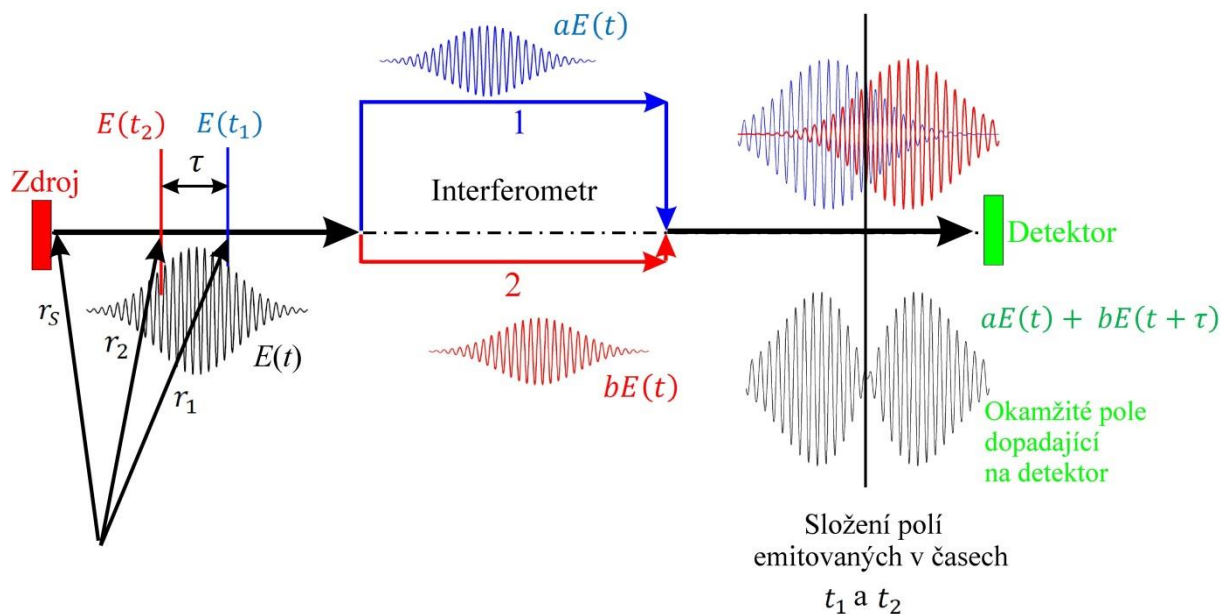 aE(t)
1
E(t₂)
E(t₁)
τ
Zdroj
Interferometr
Detektor
2
r_S
r₂
E(t)
r₁
bE(t)
aE(t) + bE(t + τ)
Okamžité pole
dopadající
na detektor
Složení polí
emitovaných v časech
t₁ a t₂